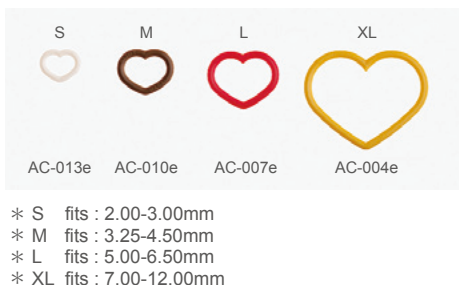 S M L XL
AC-013e AC-010e AC-007e AC-004e
＊ S fits : 2.00-3.00mm
＊ M fits : 3.25-4.50mm
＊ L fits : 5.00-6.50mm
＊ XL fits : 7.00-12.00mm